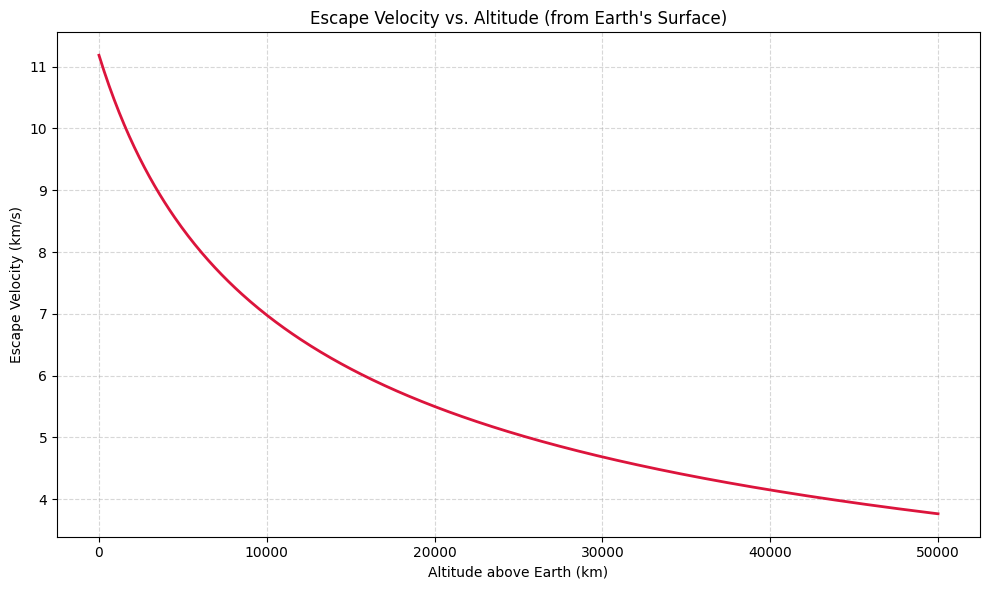 Escape Velocity vs. Altitude (from Earth's Surface)
11
10
9
8
7
6
5
4
Escape Velocity (km/s)
0 10000 20000 30000 40000 50000
Altitude above Earth (km)